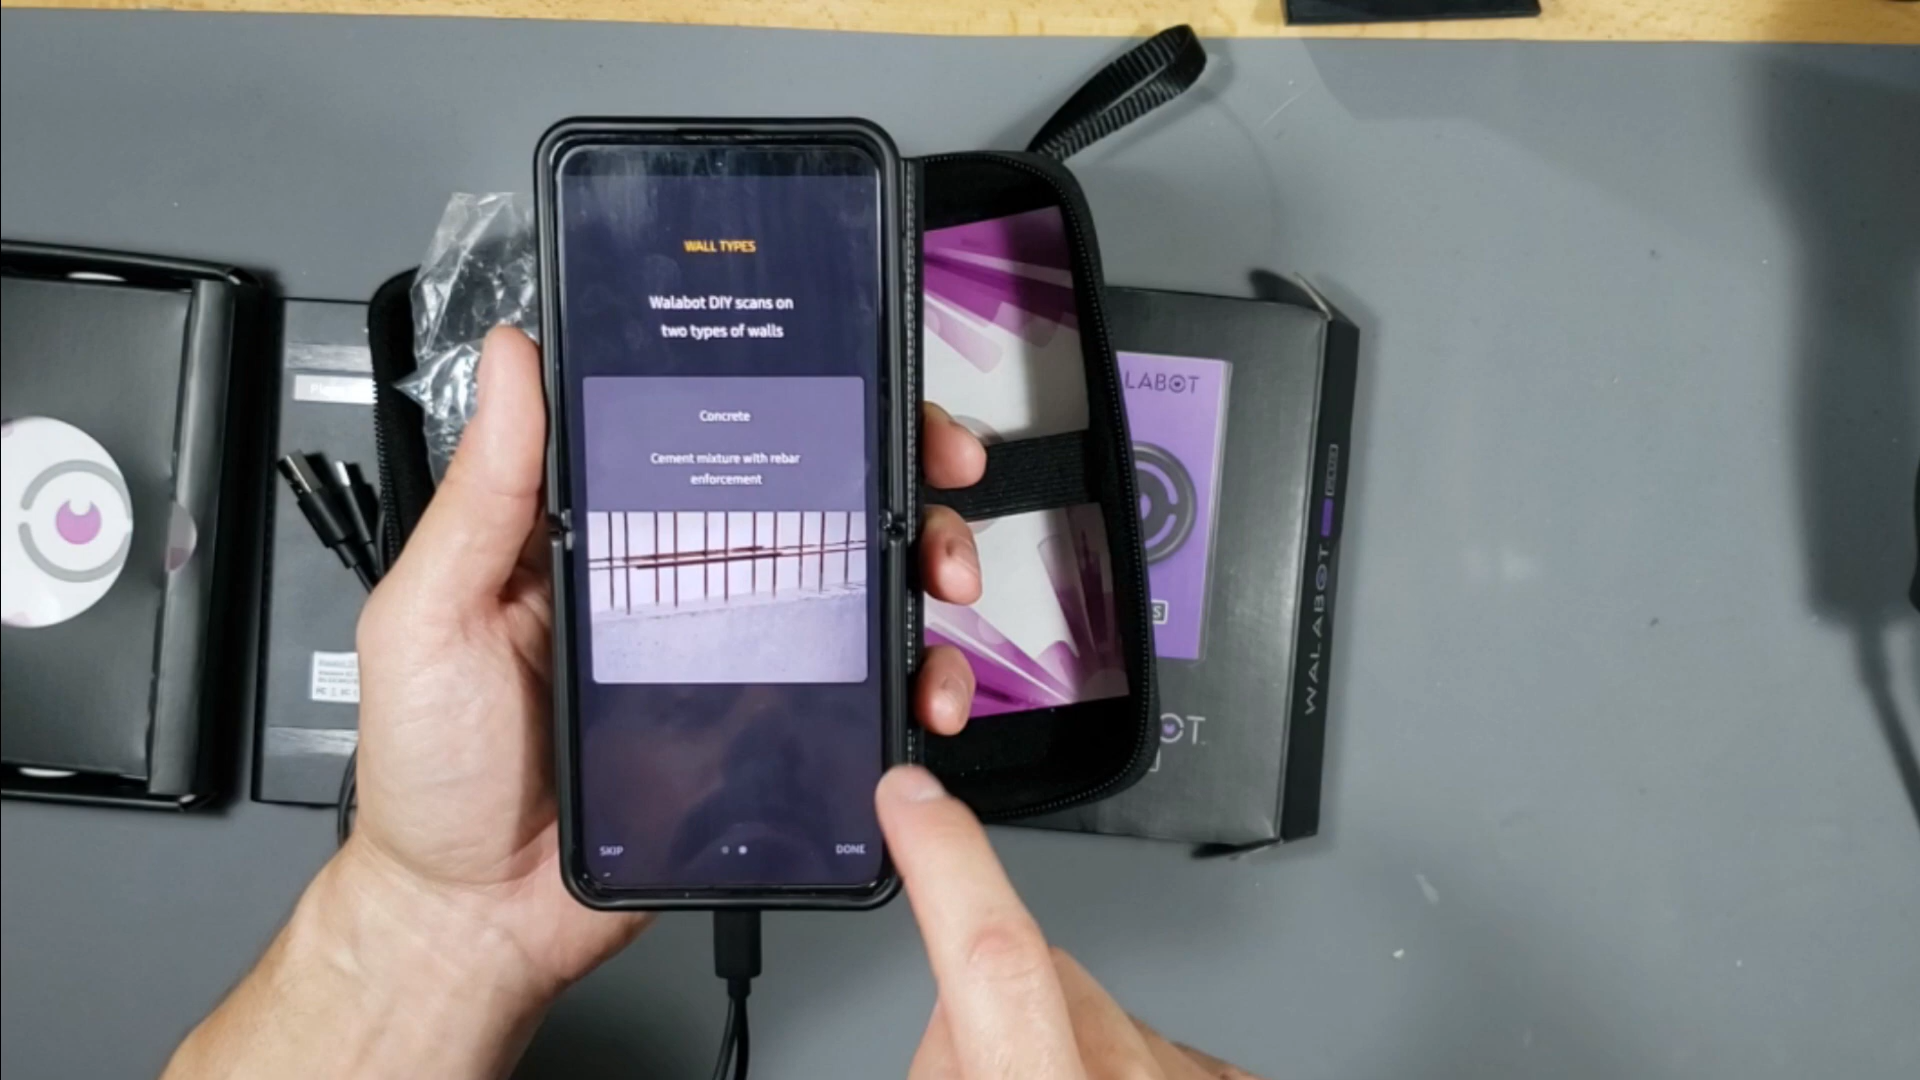 WALL TYPES
Walabot DIY scans on
two types of walls
Concrete
Cement mixture with rebar
enforcement
SKIP
DONE
LABOT
S
OT
WALABOT